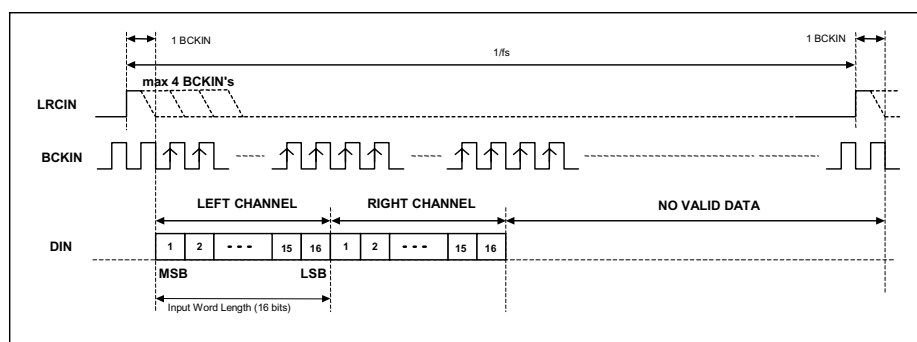 1 BCKIN 1 BCKIN
1/fs
max 4 BCKIN's
LRCIN
BCKIN
LEFT CHANNEL RIGHT CHANNEL NO VALID DATA
DIN 1 2 15 16 1 2 15 16
MSB LSB
Input Word Length (16 bits)